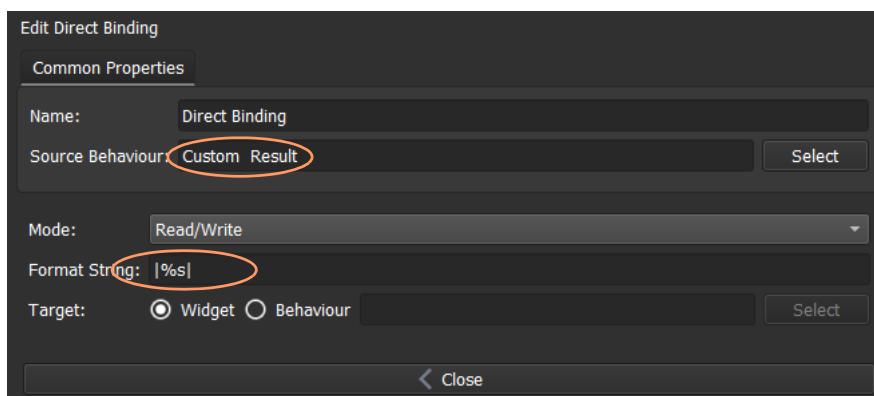 Edit Direct Binding
Common Properties
Name: Direct Binding
Source Behaviour: Custom  Result Select
Mode: Read/Write
Format String: |%s|
Target: Widget Behaviour Select
Close